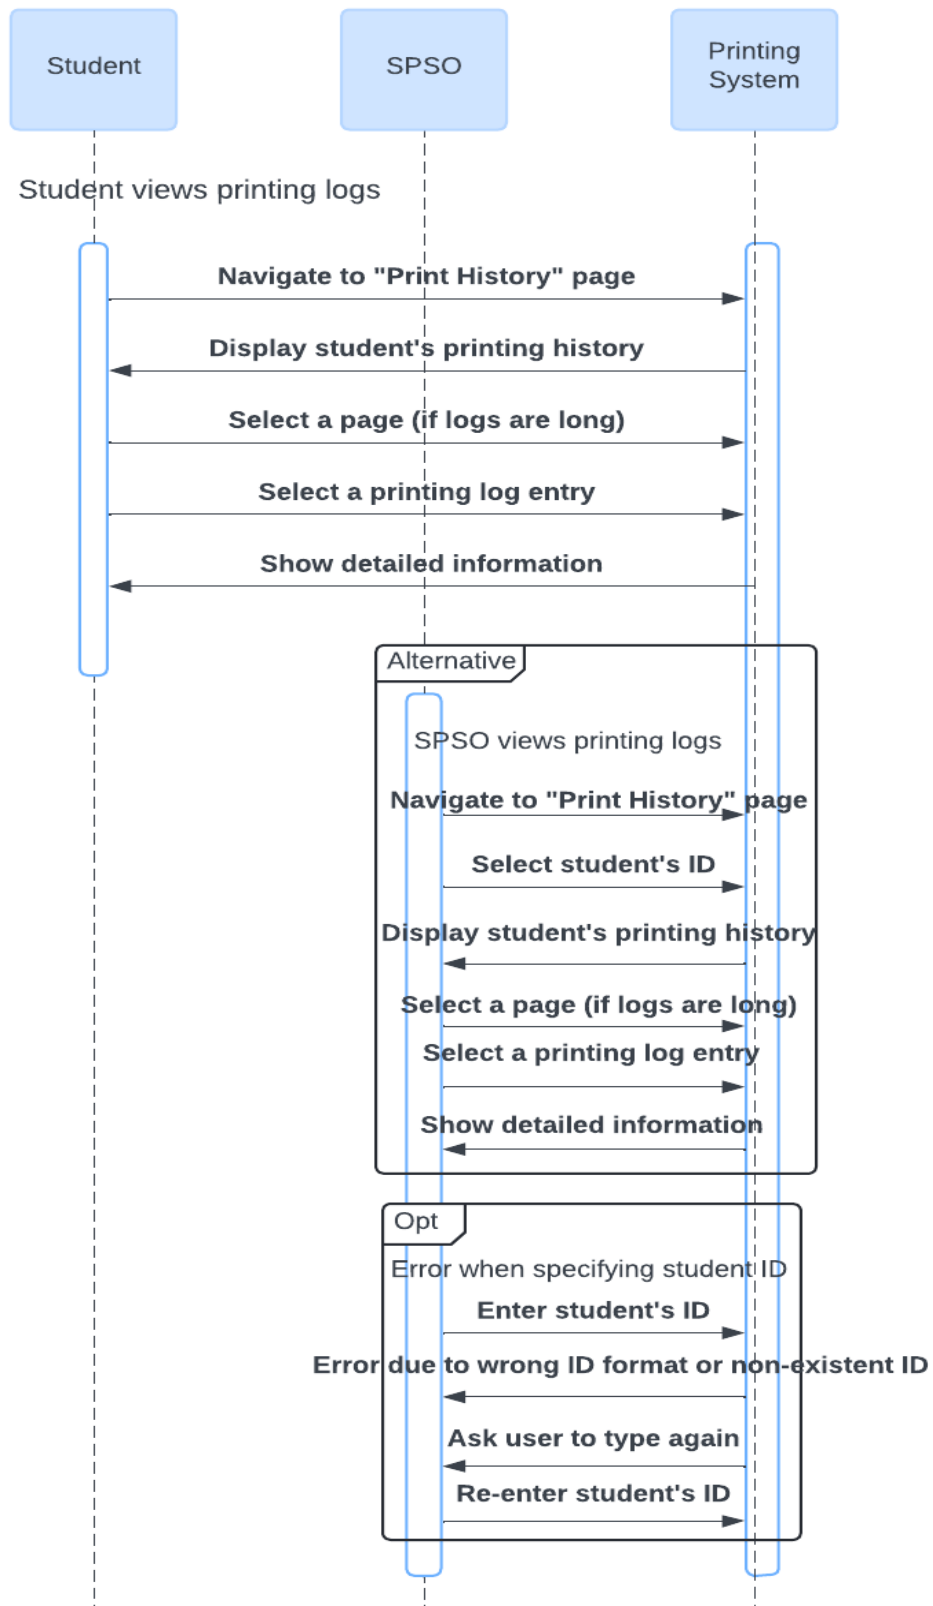 Student
SPSO
Printing
System
Student views printing logs
Navigate to "Print History" page
Display student's printing history
Select a page (if logs are long)
Select a printing log entry
Show detailed information
Alternative
SPSO views printing logs
Navigate to "Print History" page
Select student's ID
Display student's printing history
Select a page (if logs are long)
Select a printing log entry
Show detailed information
Opt
Error when specifying student ID
Enter student's ID
Error due to wrong ID format or non-existent ID
Ask user to type again
Re-enter student's ID